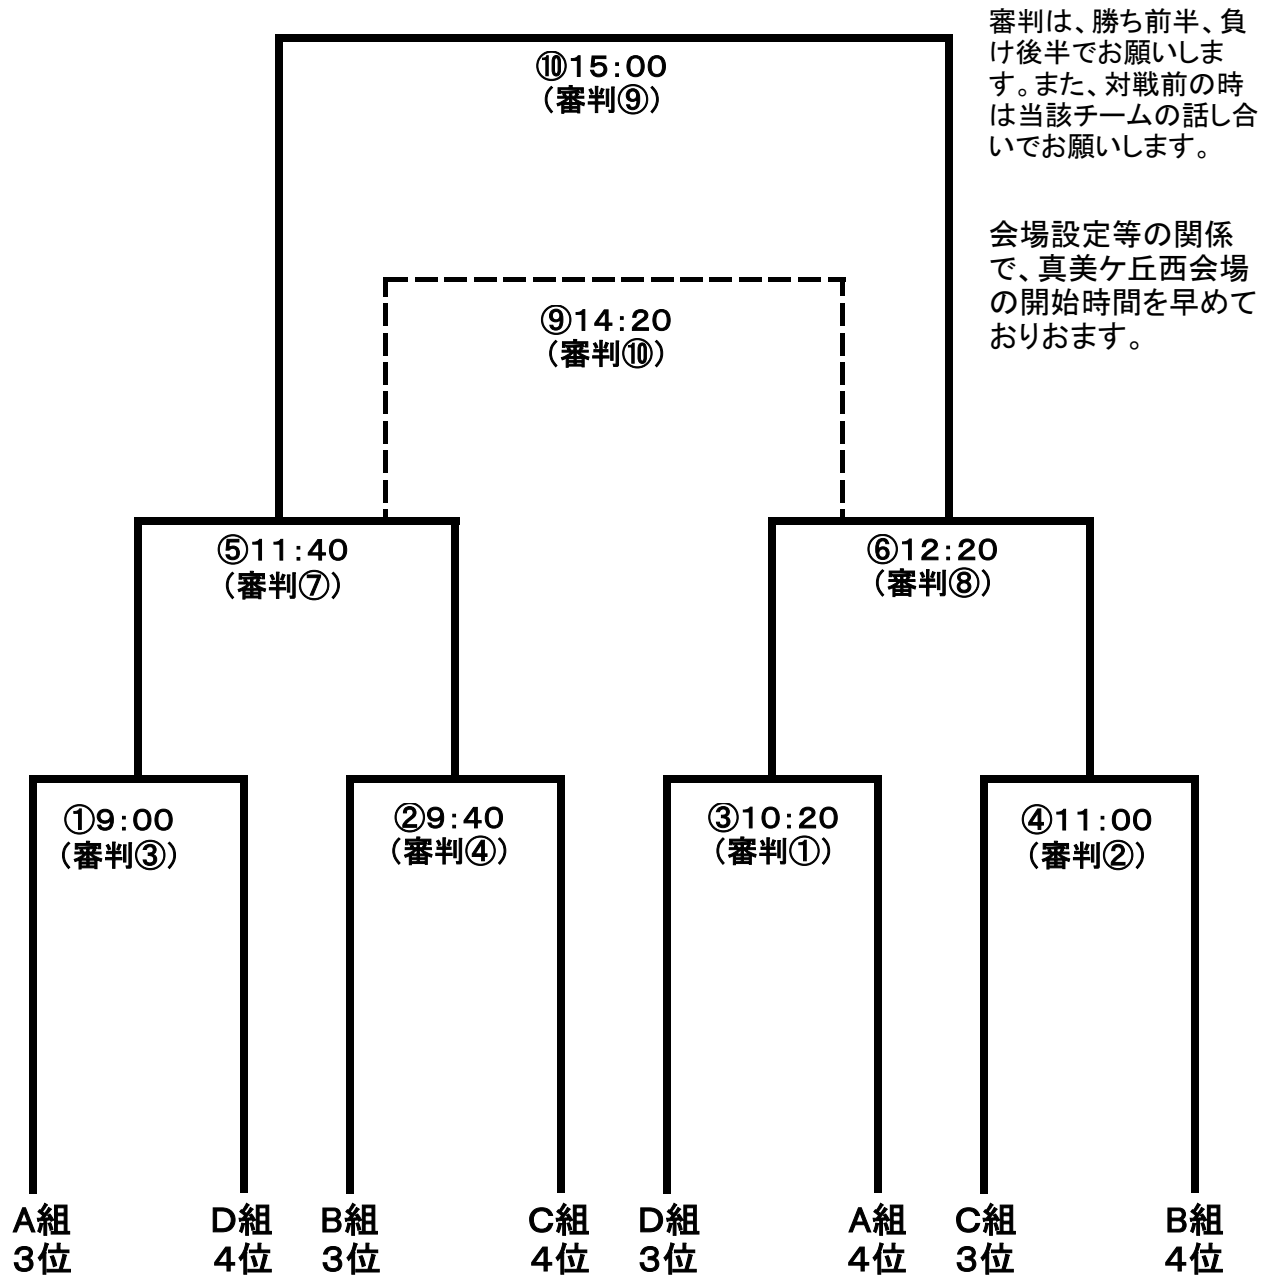 審判は、勝ち前半、負
け後半でお願いしま
す。また、対戦前の時
は当該チームの話し合
いでお願いします。
会場設定等の関係
で、真美ケ丘西会場
の開始時間を早めて
おりおます。
⑩15:00
（審判⑨）
⑨14:20
（審判⑩）
⑤11:40
（審判⑦）
⑥12:20
（審判⑧）
①9:00
（審判③）
②9:40
（審判④）
③10:20
（審判①）
④11:00
（審判②）
A組
3位
D組
4位
B組
3位
C組
4位
D組
3位
A組
4位
C組
3位
B組
4位